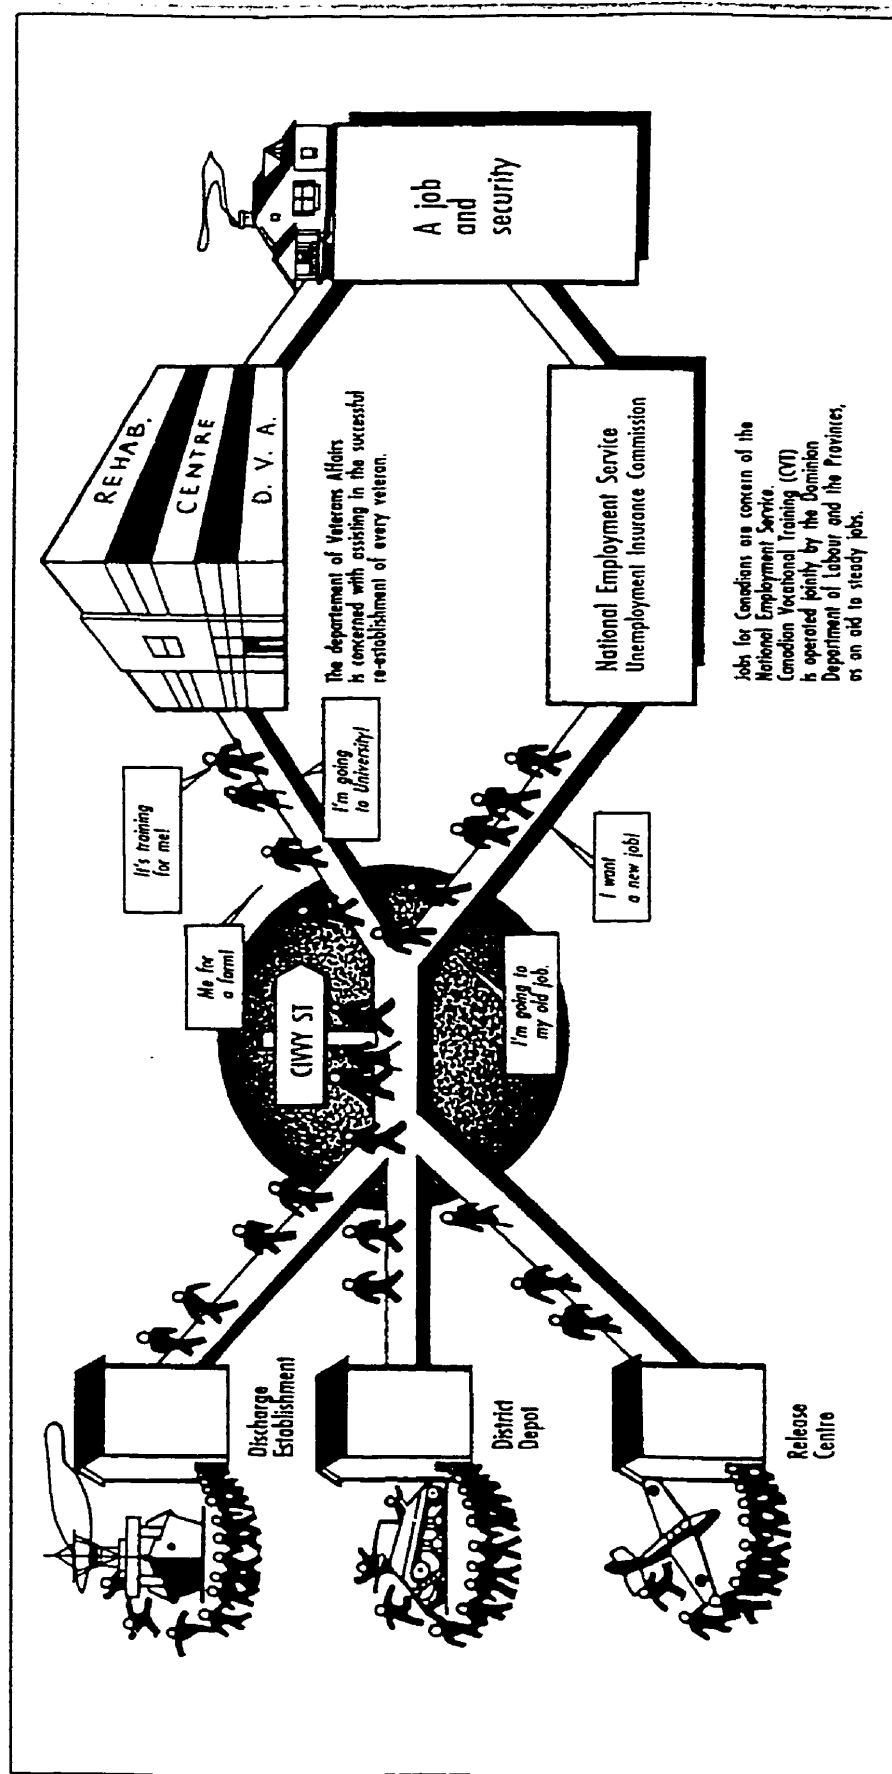 REHAB.
CENTRE
D. V. A.
It's training
for me!
Me for
a farm!
I'm going
to University!
The departement of Veterans Affairs
is concerned with assisting in the successful
re-establishment of every veteran.
A job
and
security
Discharge
Establishment
CIVVY ST
District
Depot
I'm going to
my old job.
I want
a new job!
National Employment Service
Unemployment Insurance Commission
Release
Centre
Jobs for Canadians are concern of the
National Employment Service.
Canadian Vocational Training (CVT)
is operated jointly by the Dominion
Department of Labour and the Provinces,
as an aid to steady jobs.